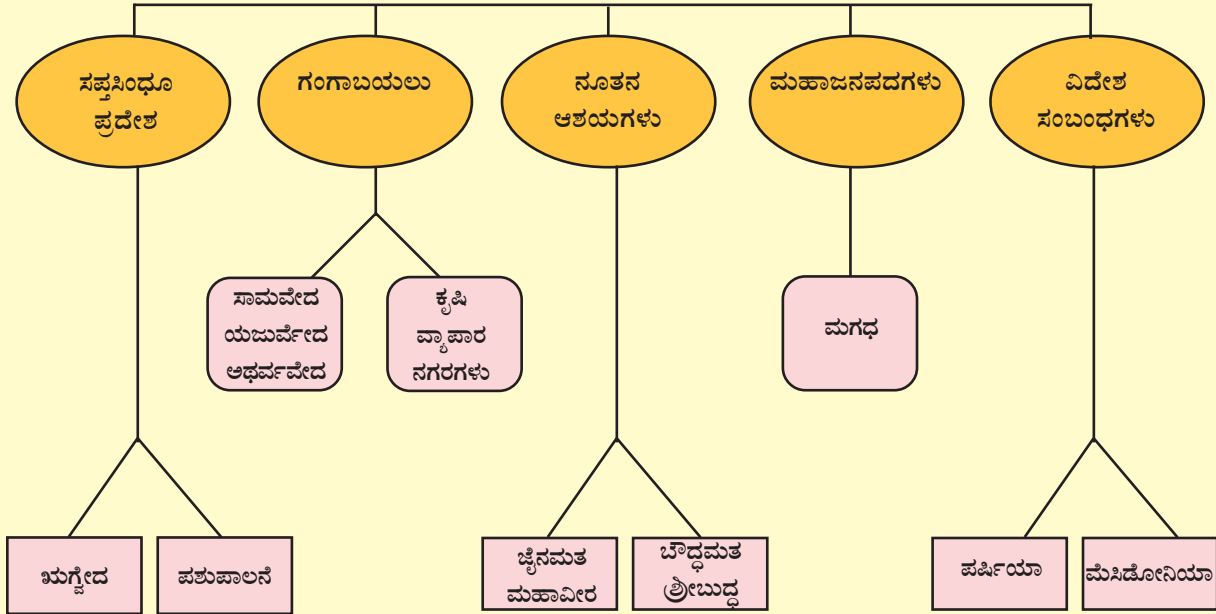 ಸಪ್ತಸಿಂಧೂ
ಪ್ರದೇಶ
ಗಂಗಾಬಯಲು
ನೂತನ
ಆಶಯಗಳು
ಮಹಾಜನಪದಗಳು
ವಿದೇಶ
ಸಂಬಂಧಗಳು
ಸಾಮವೇದ
ಯಜುರ್ವೇದ
ಅಥರ್ವವೇದ
ಕೃಷಿ
ವ್ಯಾಪಾರ
ನಗರಗಳು
ಮಗಧ
ಋಗ್ವೇದ
ಪಶುಪಾಲನೆ
ಜೈನಮತ
ಮಹಾವೀರ
ಬೌದ್ಧಮತ
ಶ್ರೀಬುದ್ಧ
ಪರ್ಷಿಯಾ
ಮೆಸಿಡೋನಿಯಾ